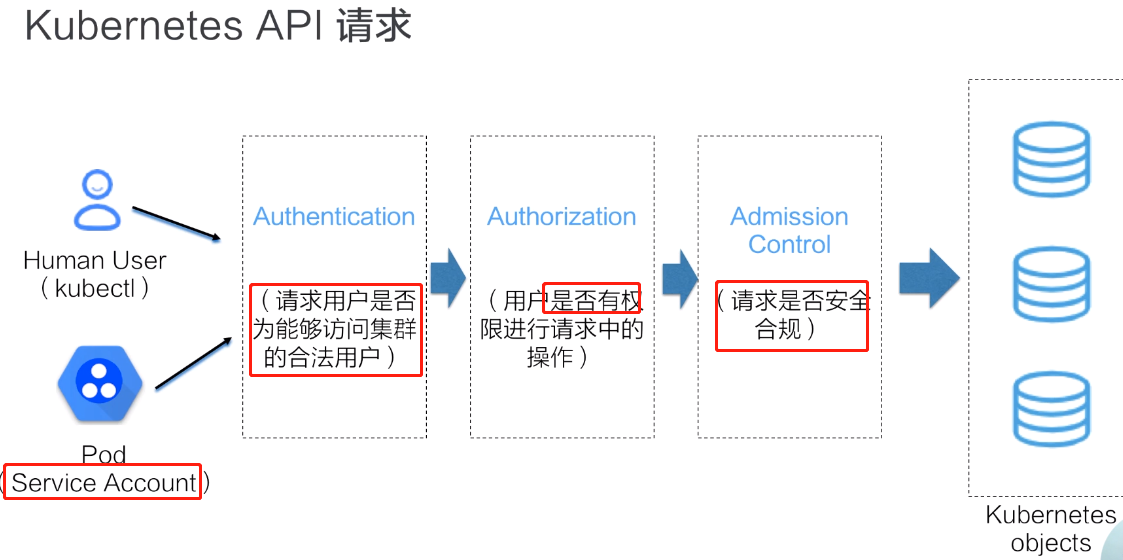 Kubernetes API 请求
Human User
（kubectl）
Pod
（Service Account）
Authentication
（请求用户是否
为能够访问集群
的合法用户）
Authorization
（用户是否有权
限进行请求中的
操作）
Admission
Control
（请求是否安全
合规）
Kubernetes
objects